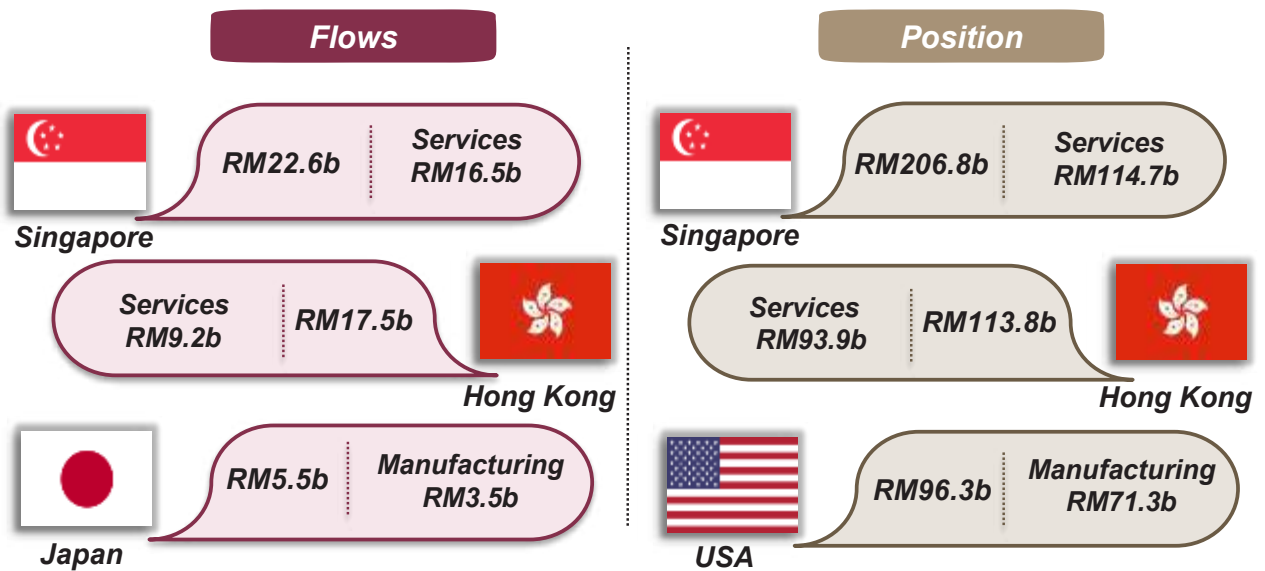 Flows
RM22.6b
Services
RM16.5b
Singapore
Services
RM9.2b
RM17.5b
Hong Kong
RM5.5b
Manufacturing
RM3.5b
Japan
Position
RM206.8b
Services
RM114.7b
Singapore
Services
RM93.9b
RM113.8b
Hong Kong
RM96.3b
Manufacturing
RM71.3b
USA